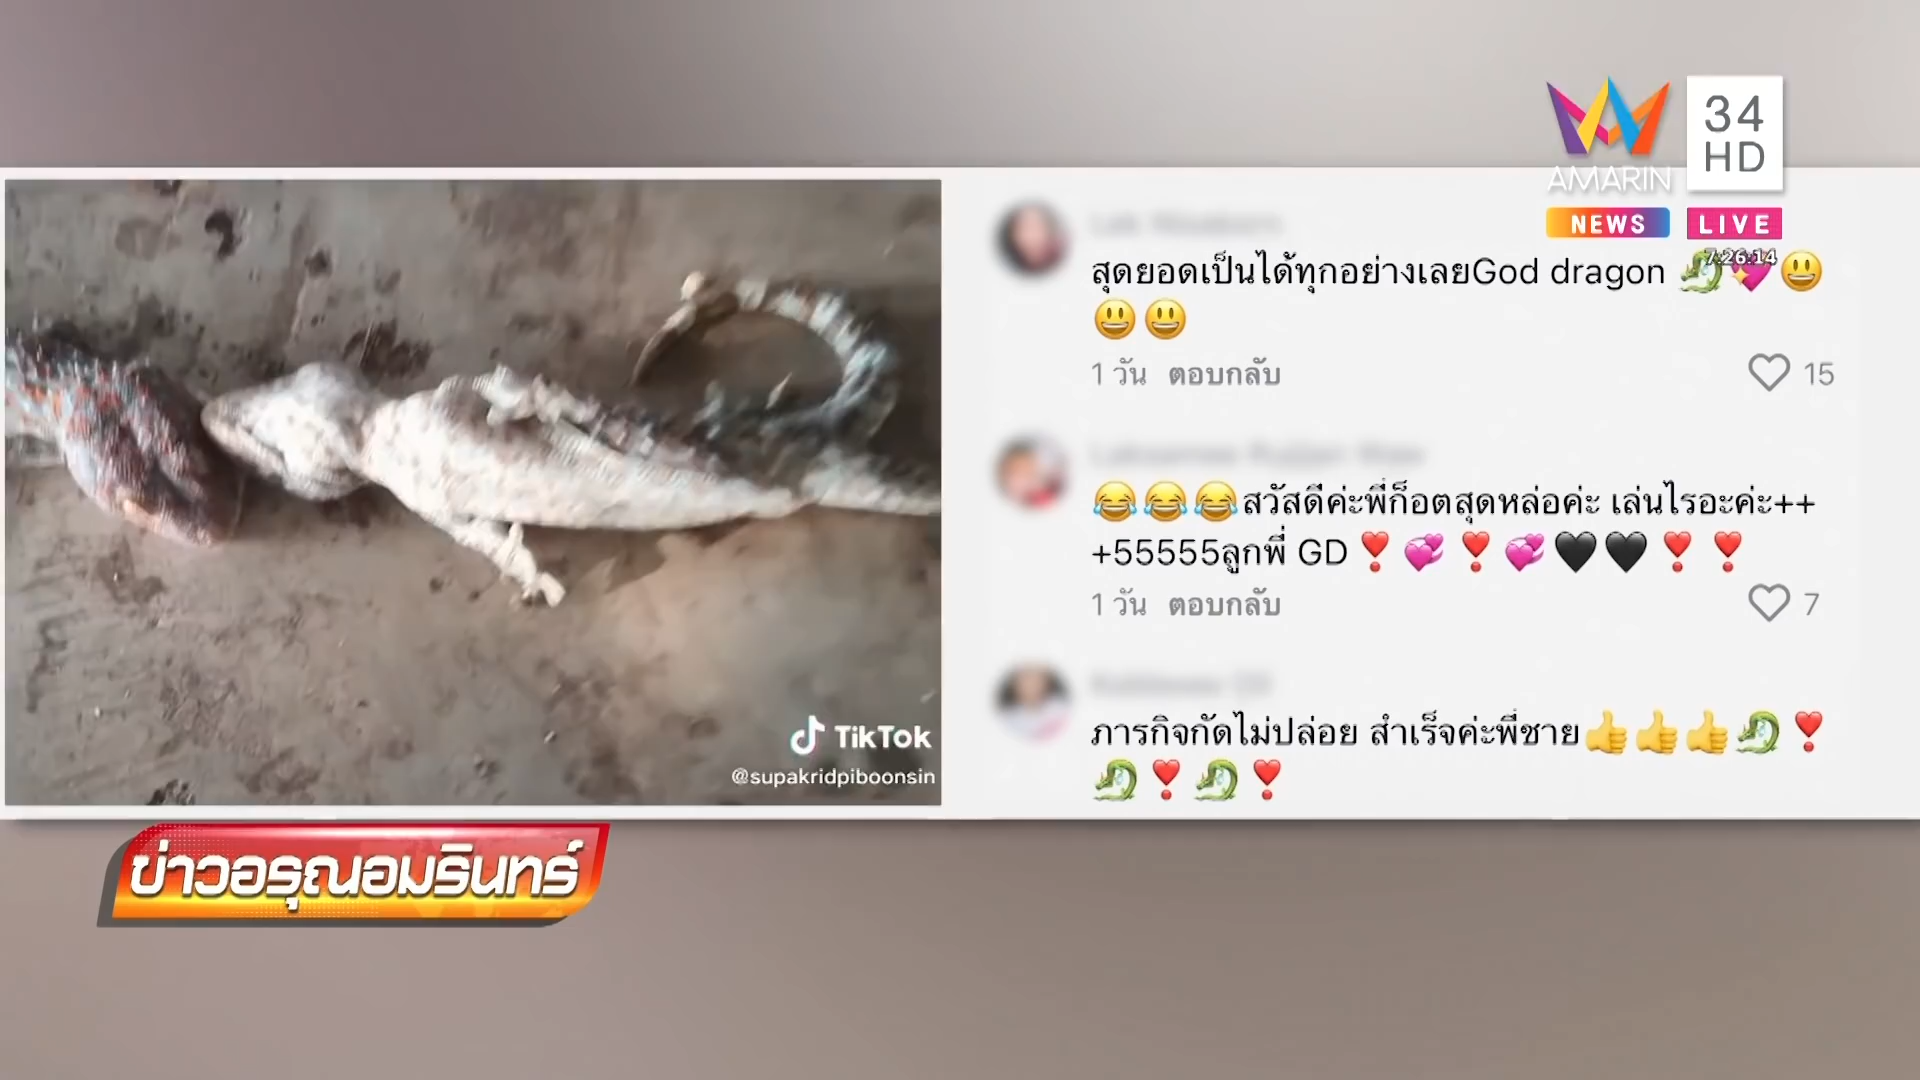 AMARIN
34
HD
NEWS
LIVE
7:26:14
สุดยอดเป็นได้ทุกอย่างเลยGod dragon 🐉💖😃
😃😃
1 วัน ตอบกลับ
15
😂😂😂สวัสดีค่ะพี่ก็อตสุดหล่อค่ะ เล่นไรอะค่ะ++
+55555ลูกพี่ GD❣️💞❣️💞🖤🖤❣️❣️
1 วัน ตอบกลับ
7
ภารกิจกัดไม่ปล่อย สำเร็จค่ะพี่ชาย👍👍👍🐉❣️
🐉❣️🐉❣️
TikTok
@supakridpiboonsin
ข่าวอรุณอมรินทร์